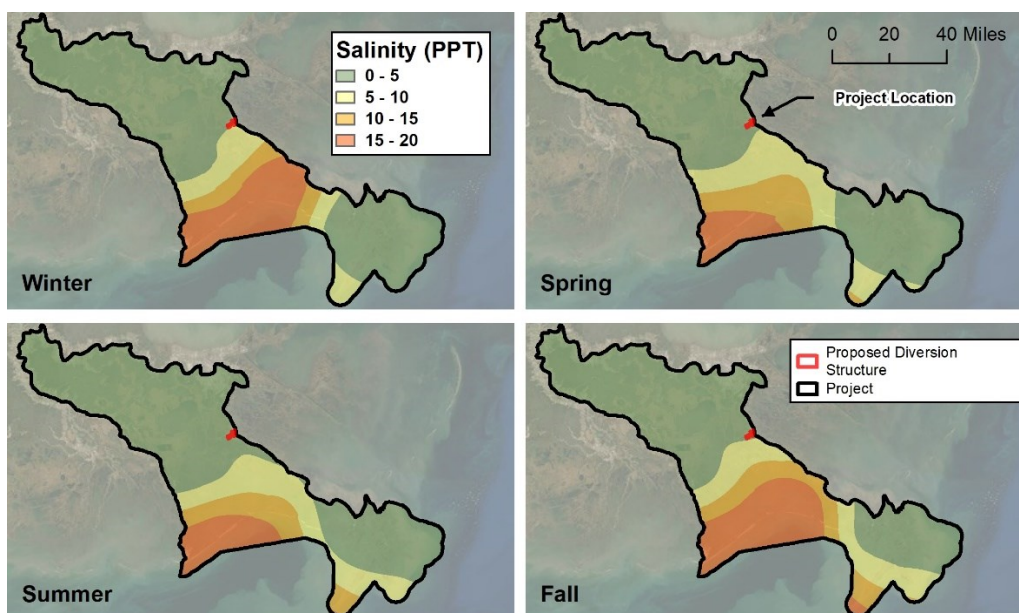 Salinity (PPT)
0 - 5
5 - 10
10 - 15
15 - 20
Winter
0 20 40 Miles
Project Location
Spring
Summer
Proposed Diversion
Structure
Project
Fall